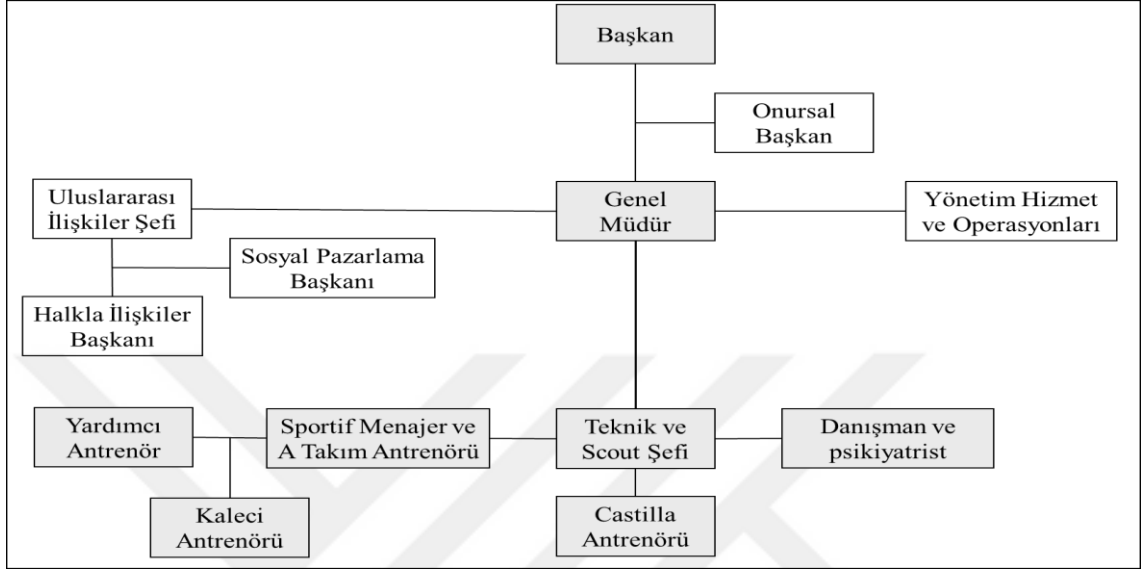 Başkan
Onursal
Başkan
Uluslararası
İlişkiler Şefi
Genel
Müdür
Yönetim Hizmet
ve Operasyonları
Sosyal Pazarlama
Başkanı
Halkla İlişkiler
Başkanı
Yardımcı
Antrenör
Sportif Menajer ve
A Takım Antrenörü
Teknik ve
Scout Şefi
Danışman ve
psikiyatrist
Kaleci
Antrenörü
Castilla
Antrenörü